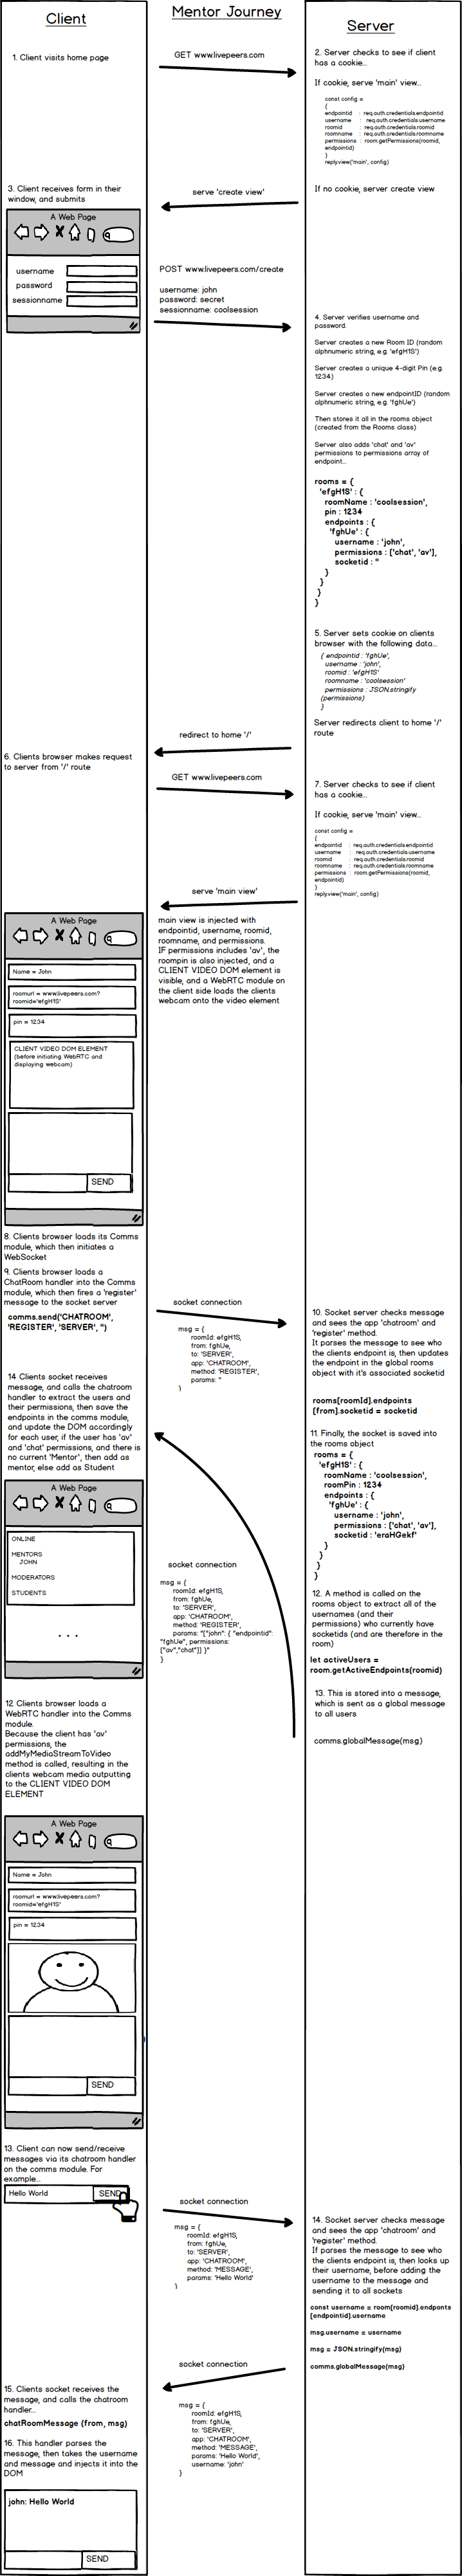 Client
Mentor Journey
Server
1. Client visits home page
GET www.livepeers.com
2. Server checks to see if client
has a cookie...
If cookie, serve 'main' view...
const config =
{
endpointid : req.auth.credentials.endpointid
username : req.auth.credentials.username
roomid : req.auth.credentials.roomid
roomname : req.auth.credentials.roomname
permissions : room.getPermissions(roomid,
endpointid)
}
reply.view('main', config)
3. Client receives form in their
window, and submits
serve 'create view'
If no cookie, server create view
A Web Page
username
password
sessionname
POST www.livepeers.com/create
username: john
password: secret
sessionname: coolsession
4. Server verifies username and
password.
Server creates a new Room ID (random
alphnumeric string, e.g. 'efgH1S')
Server creates a unique 4-digit Pin (e.g.
1234)
Server creates a new endpointID (random
alphnumeric string, e.g. 'fghUe')
Then stores it all in the rooms object
(created from the Rooms class)
Server also adds 'chat' and 'av'
permissions to permissions array of
endpoint...
rooms = {
'efgH1S' : {
roomName : 'coolsession',
pin : 1234
endpoints : {
'fghUe' : {
username : 'john',
permissions : ['chat', 'av'],
socketid : ''
}
}
}
}
5. Server sets cookie on clients
browser with the following data...
{ endpointid : 'fghUe',
username : 'john',
roomid : 'efgH1S'
roomname : 'coolsession'
permissions : JSON.stringify
(permissions)
}
Server redirects client to home '/'
route
redirect to home '/'
6. Clients browser makes request
to server from '/' route
GET www.livepeers.com
7. Server checks to see if client
has a cookie...
If cookie, serve 'main' view...
const config =
{
endpointid : req.auth.credentials.endpointid
username : req.auth.credentials.username
roomid : req.auth.credentials.roomid
roomname : req.auth.credentials.roomname
permissions : room.getPermissions(roomid,
endpointid)
}
reply.view('main', config)
serve 'main view'
main view is injected with
endpointid, username, roomid,
roomname, and permissions.
IF permissions includes 'av', the
roompin is also injected, and a
CLIENT VIDEO DOM element is
visible, and a WebRTC module on
the client side loads the clients
webcam onto the video element
A Web Page
Name = John
roomurl = www.livepeers.com?
roomid='efgH1S'
pin = 1234
CLIENT VIDEO DOM ELEMENT
(before initiating WebRTC and
displaying webcam)
SEND
8. Clients browser loads its Comms
module, which then initiates a
WebSocket
9. Clients browser loads a
ChatRoom handler into the Comms
module, which then fires a 'register'
message to the socket server
comms.send('CHATROOM',
'REGISTER', 'SERVER', '')
socket connection
msg = {
roomId: efgH1S,
from: fghUe,
to: 'SERVER',
app: 'CHATROOM',
method: 'REGISTER',
params: ''
}
10. Socket server checks message
and sees the app 'chatroom' and
'register' method.
It parses the message to see who
the clients endpoint is, then updates
the endpoint in the global rooms
object with it's associated socketid
rooms[roomId].endpoints
[from].socketid = socketid
11. Finally, the socket is saved into
the rooms object
rooms = {
'efgH1S' : {
roomName : 'coolsession,
roomPin : 1234
endpoints : {
'fghUe' : {
username : 'john',
permissions : ['chat', 'av'],
socketid : 'eraHGekf'
}
}
}
}
14 Clients socket receives
message, and calls the chatroom
handler to extract the users and
their permissions, then save the
endpoints in the comms module,
and update the DOM accordingly
for each user, if the user has 'av'
and 'chat' permissions, and there is
no current 'Mentor', then add as
mentor, else add as Student
A Web Page
ONLINE
MENTORS
JOHN
MODERATORS
STUDENTS
. . .
socket connection
msg = {
roomId: efgH1S,
from: fghUe,
to: 'SERVER',
app: 'CHATROOM',
method: 'REGISTER',
params: "{"john": { "endpointid":
"fghUe", permissions:
["av","chat"]} }"
}
12. A method is called on the
rooms object to extract all of the
usernames (and their
permissions) who currently have
socketids (and are therefore in the
room)
let activeUsers =
room.getActiveEndpoints(roomid)
13. This is stored into a message,
which is sent as a global message
to all users
comms.globalMessage(msg)
12 Clients browser loads a
WebRTC handler into the Comms
module.
Because the client has 'av'
permissions, the
addMyMediaStreamToVideo
method is called, resulting in the
clients webcam media outputting
to the CLIENT VIDEO DOM
ELEMENT
A Web Page
Name = John
roomurl = www.livepeers.com?
roomid='efgH1S'
pin = 1234
SEND
13. Client can now send/receive
messages via its chatroom handler
on the comms module. For
example...
Hello World
SEND
socket connection
msg = {
roomId: efgH1S,
from: fghUe,
to: 'SERVER',
app: 'CHATROOM',
method: 'MESSAGE',
params: 'Hello World'
}
14. Socket server checks message
and sees the app 'chatroom' and
'register' method.
If parses the message to see who
the clients endpoint is, then looks up
their username, before adding the
username to the message and
sending it to all sockets
const username = room[roomid].endponts
[endpointid].username
msg.username = username
msg = JSON.stringify(msg)
comms.globalMessage(msg)
socket connection
msg = {
roomId: efgH1S,
from: fghUe,
to: 'SERVER',
app: 'CHATROOM',
method: 'MESSAGE',
params: 'Hello World',
username: 'john'
}
15. Clients socket receives the
message, and calls the chatroom
handler...
chatRoomMessage (from, msg)
16. This handler parses the
message, then takes the username
and message and injects it into the
DOM
john: Hello World
SEND